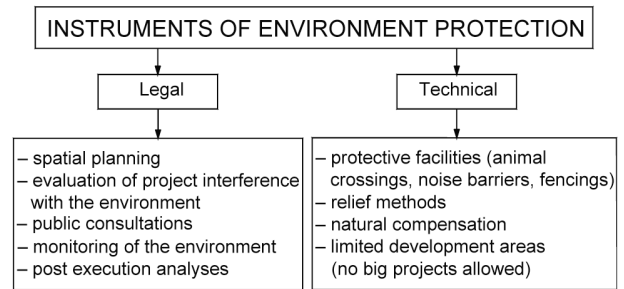 INSTRUMENTS OF ENVIRONMENT PROTECTION
Legal
Technical
– spatial planning
– evaluation of project interference
with the environment
– public consultations
– monitoring of the environment
– post execution analyses
– protective facilities (animal
crossings, noise barriers, fencings)
– relief methods
– natural compensation
– limited development areas
(no big projects allowed)